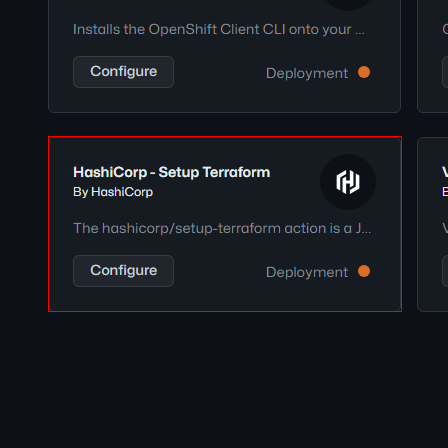 Installs the OpenShift Client CLI onto your ...
Configure
Deployment
HashiCorp - Setup Terraform
By HashiCorp
The hashicorp/setup-terraform action is a J...
Configure
Deployment